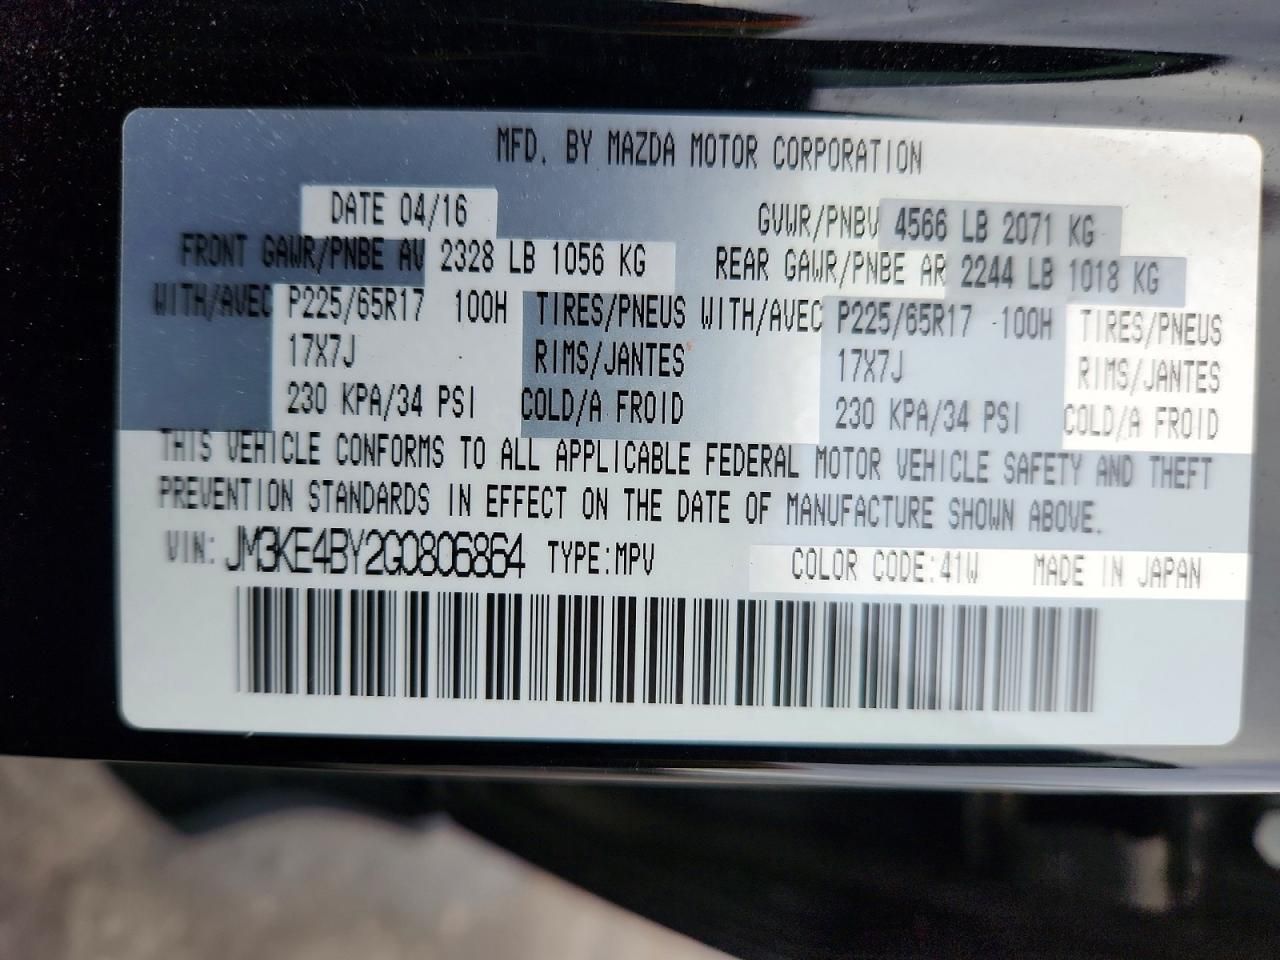 MFD. BY MAZDA MOTOR CORPORATION
DATE 04/16 GVWR/PNBV 4566 LB 2071 KG
FRONT GAWR/PNBE AV 2328 LB 1056 KG REAR GAWR/PNBE AR 2244 LB 1018 KG
WITH/AVEC P225/65R17 100H TIRES/PNEUS WITH/AVEC P225/65R17 100H TIRES/PNEUS
17X7J RIMS/JANTES 17X7J RIMS/JANTES
230 KPA/34 PSI COLD/A FROID 230 KPA/34 PSI COLD/A FROID
THIS VEHICLE CONFORMS TO ALL APPLICABLE FEDERAL MOTOR VEHICLE SAFETY AND THEFT
PREVENTION STANDARDS IN EFFECT ON THE DATE OF MANUFACTURE SHOWN ABOVE.
VIN: JM3KE4BY2G0806864 TYPE:MPV COLOR CODE:41W MADE IN JAPAN